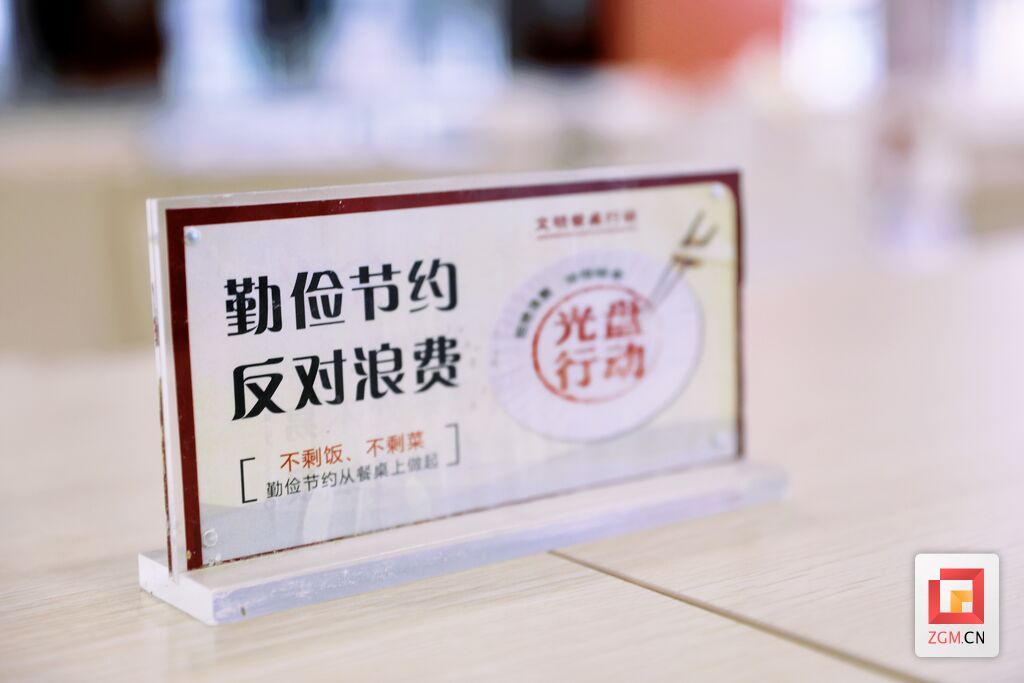 勤俭节约
反对浪费
不剩饭、不剩菜
勤俭节约从餐桌上做起
文明餐桌行动
光盘
行动
ZGM.CN